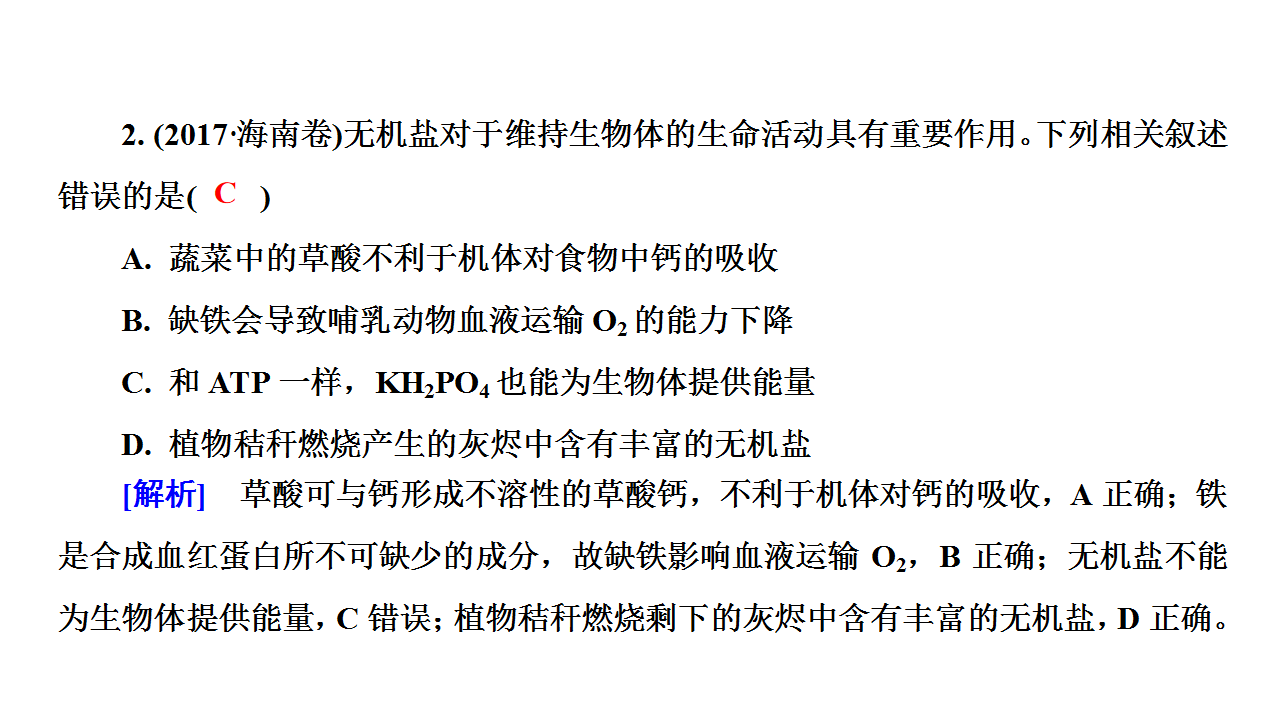 2. (2017·海南卷)无机盐对于维持生物体的生命活动具有重要作用。下列相关叙述
错误的是( C )
A. 蔬菜中的草酸不利于机体对食物中钙的吸收
B. 缺铁会导致哺乳动物血液运输 O₂ 的能力下降
C. 和 ATP 一样，KH₂PO₄ 也能为生物体提供能量
D. 植物秸秆燃烧产生的灰烬中含有丰富的无机盐
[解析] 草酸可与钙形成不溶性的草酸钙，不利于机体对钙的吸收，A 正确；铁
是合成血红蛋白所不可缺少的成分，故缺铁影响血液运输 O₂，B 正确；无机盐不能
为生物体提供能量，C 错误；植物秸秆燃烧剩下的灰烬中含有丰富的无机盐，D 正确。